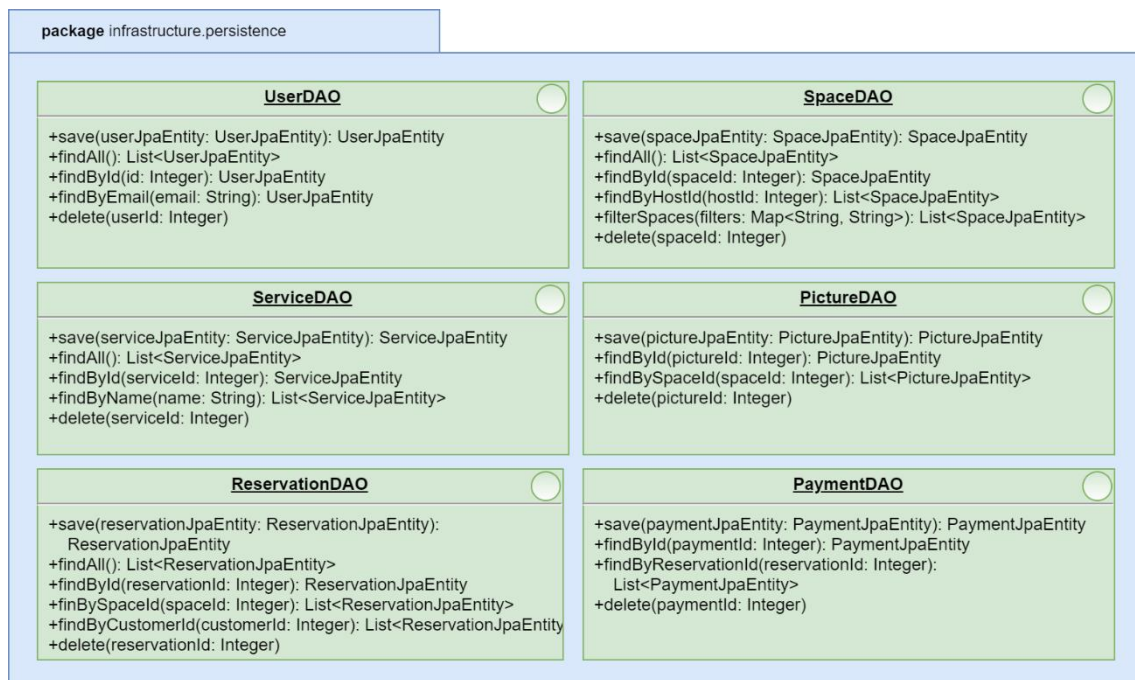 package infrastructure.persistence
UserDAO
+save(userJpaEntity: UserJpaEntity): UserJpaEntity
+findAll(): List<UserJpaEntity>
+findById(id: Integer): UserJpaEntity
+findByEmail(email: String): UserJpaEntity
+delete(userId: Integer)
SpaceDAO
+save(spaceJpaEntity: SpaceJpaEntity): SpaceJpaEntity
+findAll(): List<SpaceJpaEntity>
+findById(spaceId: Integer): SpaceJpaEntity
+findByHostId(hostId: Integer): List<SpaceJpaEntity>
+filterSpaces(filters: Map<String, String>): List<SpaceJpaEntity>
+delete(spaceId: Integer)
ServiceDAO
+save(serviceJpaEntity: ServiceJpaEntity): ServiceJpaEntity
+findAll(): List<ServiceJpaEntity>
+findById(serviceId: Integer): ServiceJpaEntity
+findByName(name: String): List<ServiceJpaEntity>
+delete(serviceId: Integer)
PictureDAO
+save(pictureJpaEntity: PictureJpaEntity): PictureJpaEntity
+findById(pictureId: Integer): PictureJpaEntity
+findBySpaceId(spaceId: Integer): List<PictureJpaEntity>
+delete(pictureId: Integer)
ReservationDAO
+save(reservationJpaEntity: ReservationJpaEntity):
ReservationJpaEntity
+findAll(): List<ReservationJpaEntity>
+findById(reservationId: Integer): ReservationJpaEntity
+finBySpaceId(spaceId: Integer): List<ReservationJpaEntity>
+findByCustomerId(customerId: Integer): List<ReservationJpaEntity
+delete(reservationId: Integer)
PaymentDAO
+save(paymentJpaEntity: PaymentJpaEntity): PaymentJpaEntity
+findById(paymentId: Integer): PaymentJpaEntity
+findByReservationId(reservationId: Integer):
List<PaymentJpaEntity>
+delete(paymentId: Integer)